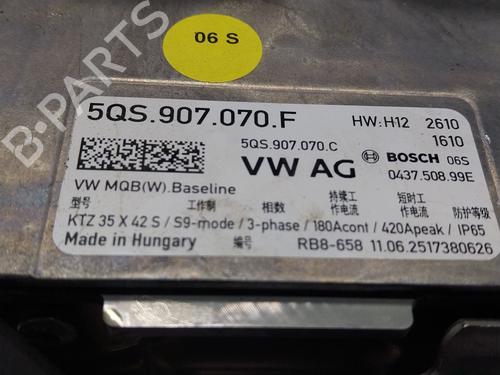 06 S
5QS.907.070.F HW:H12 2610
1610
5QS.907.070.C
VW AG BOSCH 06S
0437.508.99E
VW MQB(W).Baseline
型号 工作制 相数 持续工作电流 短时工作电流 防护等级
KTZ 35 X 42 S / S9-mode / 3-phase / 180Acont / 420Apeak / IP65
Made in Hungary 编号 RB8-658 11.06.2517380626
B-PARTS